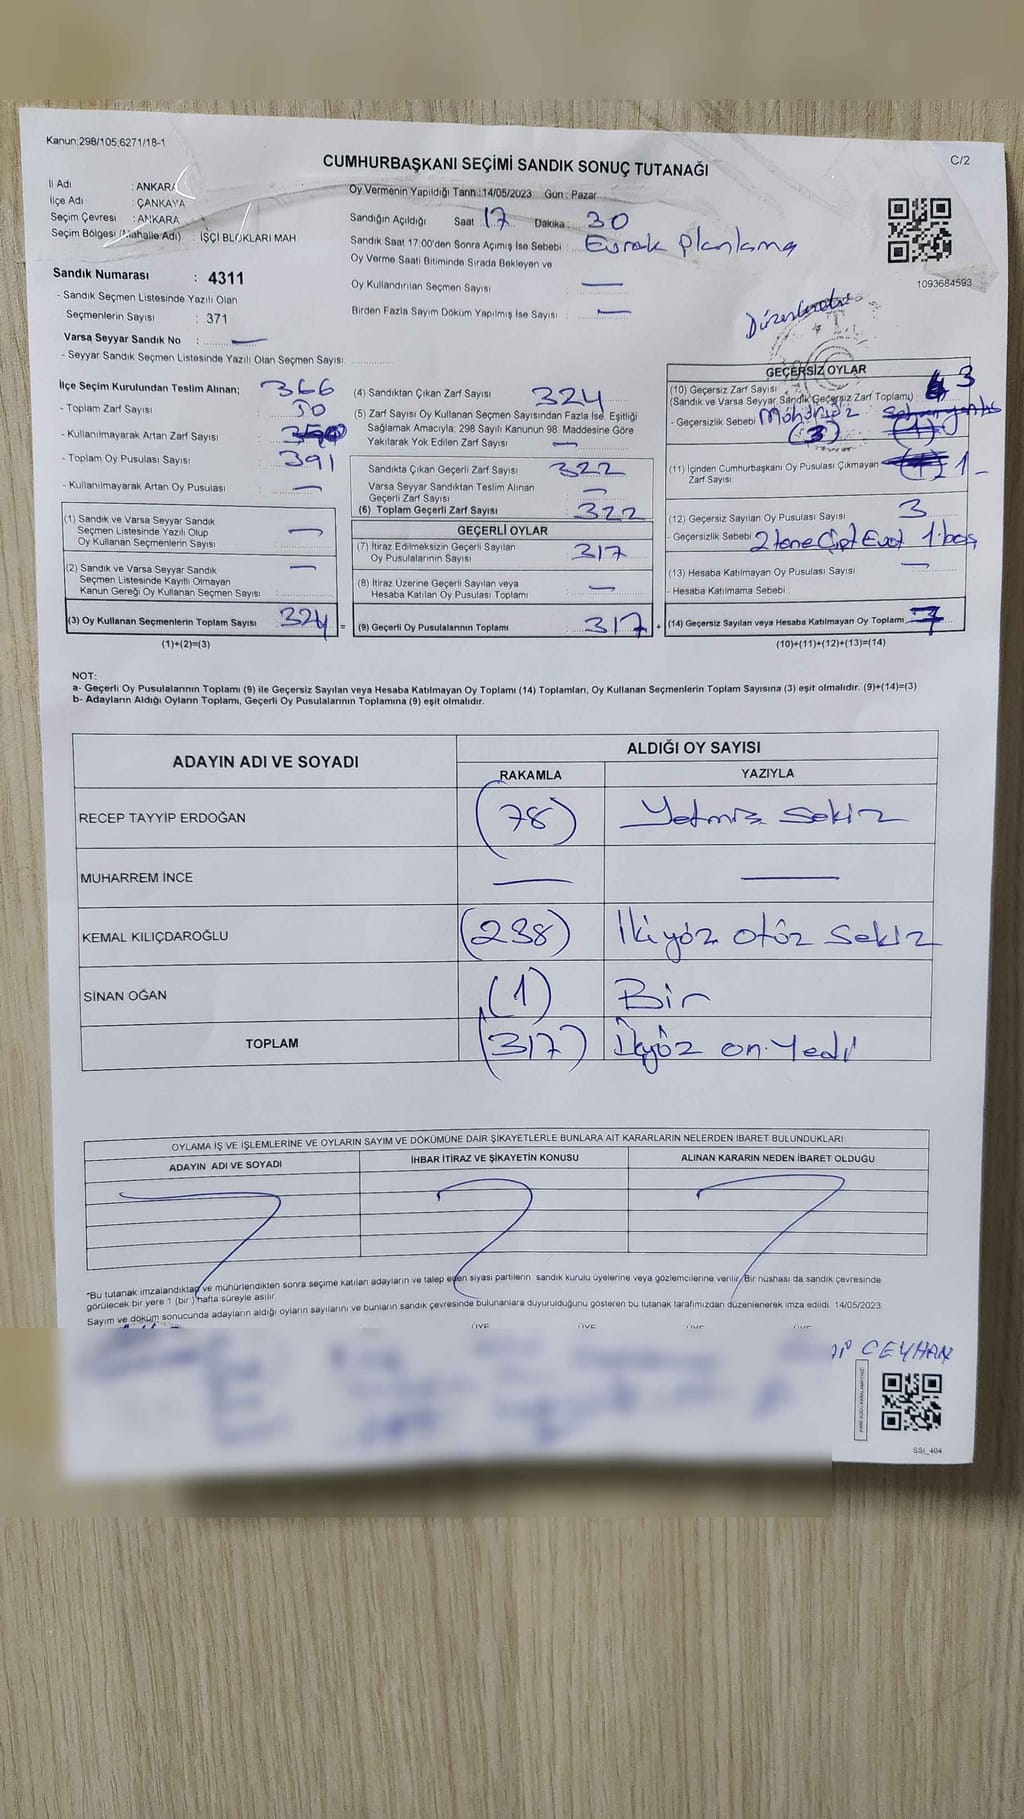 Kanun;298/105;6271/18-1
C/2
CUMHURBAŞKANI SEÇİMİ SANDIK SONUÇ TUTANAĞI
İl Adı : ANKARA
İlçe Adı : ÇANKAYA
Seçim Çevresi : ANKARA
Seçim Bölgesi (Mahalle Adı) : İŞÇİ BLOKLARI MAH
Sandık Numarası : 4311
- Sandık Seçmen Listesinde Yazılı Olan
Seçmenlerin Sayısı : 371
Varsa Seyyar Sandık No : —
- Seyyar Sandık Seçmen Listesinde Yazılı Olan Seçmen Sayısı
Oy Vermenin Yapıldığı Tarih : 14/05/2023 Gün : Pazar
Sandığın Açıldığı Saat 17 Dakika 30
Sandık Saat 17:00'den Sonra Açılmış İse Sebebi : Evrak Planlama
Oy Verme Saati Bitiminde Sırada Bekleyen ve
Oy Kullandırılan Seçmen Sayısı : —
Birden Fazla Sayım Döküm Yapılmış İse Sayısı : —
1093684593
İlçe Seçim Kurulundan Teslim Alınan;
- Toplam Zarf Sayısı : 366
- Kullanılmayarak Artan Zarf Sayısı : 50
- Toplam Oy Pusulası Sayısı : 391
- Kullanılmayarak Artan Oy Pusulası : —
(1) Sandık ve Varsa Seyyar Sandık
Seçmen Listesinde Yazılı Olup
Oy Kullanan Seçmenlerin Sayısı : —
(2) Sandık ve Varsa Seyyar Sandık
Seçmen Listesinde Kayıtlı Olmayan
Kanun Gereği Oy Kullanan Seçmen Sayısı : —
(3) Oy Kullanan Seçmenlerin Toplam Sayısı 324 =
(1)+(2)=(3)
(4) Sandıktan Çıkan Zarf Sayısı : 324
(5) Zarf Sayısı Oy Kullanan Seçmen Sayısından Fazla İse, Eşitliği
Sağlamak Amacıyla; 298 Sayılı Kanunun 98. Maddesine Göre
Yakılarak Yok Edilen Zarf Sayısı : —
Sandıkta Çıkan Geçerli Zarf Sayısı : 322
Varsa Seyyar Sandıktan Teslim Alınan
Geçerli Zarf Sayısı : —
(6) Toplam Geçerli Zarf Sayısı : 322
GEÇERLİ OYLAR
(7) İtiraz Edilmeksizin Geçerli Sayılan
Oy Pusulalarının Sayısı : 317
(8) İtiraz Üzerine Geçerli Sayılan veya
Hesaba Katılan Oy Pusulası Toplamı : —
(9) Geçerli Oy Pusulalarının Toplamı : 317 +
GEÇERSİZ OYLAR
(10) Geçersiz Zarf Sayısı 3
(Sandık ve Varsa Seyyar Sandık Geçersiz Zarf Toplamı)
- Geçersizlik Sebebi : Mühürsüz
(3)
(11) İçinden Cumhurbaşkanı Oy Pusulası Çıkmayan
Zarf Sayısı 1 -
(12) Geçersiz Sayılan Oy Pusulası Sayısı : 3
- Geçersizlik Sebebi : 2 tane Çift Evet 1. boş
(13) Hesaba Katılmayan Oy Pusulası Sayısı : —
- Hesaba Katılmama Sebebi :
(14) Geçersiz Sayılan veya Hesaba Katılmayan Oy Toplamı 7
(10)+(11)+(12)+(13)=(14)
NOT:
a- Geçerli Oy Pusulalarının Toplamı (9) ile Geçersiz Sayılan veya Hesaba Katılmayan Oy Toplamı (14) Toplamları, Oy Kullanan Seçmenlerin Toplam Sayısına (3) eşit olmalıdır. (9)+(14)=(3)
b- Adayların Aldığı Oyların Toplamı, Geçerli Oy Pusulalarının Toplamına (9) eşit olmalıdır.
ADAYIN ADI VE SOYADI
ALDIĞI OY SAYISI
RAKAMLA YAZIYLA
RECEP TAYYİP ERDOĞAN (78) Yetmiş Sekiz
MUHARREM İNCE — —
KEMAL KILIÇDAROĞLU (238) İkiyöz otöz Sekiz
SİNAN OĞAN (1) Bir
TOPLAM (317) Üçyöz on. Yedi
OYLAMA İŞ VE İŞLEMLERİNE VE OYLARIN SAYIM VE DÖKÜMÜNE DAİR ŞİKAYETLERLE BUNLARA AİT KARARLARIN NELERDEN İBARET BULUNDUKLARI
ADAYIN ADI VE SOYADI İHBAR İTİRAZ VE ŞİKAYETİN KONUSU ALINAN KARARIN NEDEN İBARET OLDUĞU
*Bu tutanak imzalandıktan ve mühürlendikten sonra seçime katılan adayların ve talep eden siyasi partilerin sandık kurulu üyelerine veya gözlemcilerine verilir. Bir nüshası da sandık çevresinde
görülecek bir yere 1 (bir) hafta süreyle asılır.
Sayım ve döküm sonucunda adayların aldığı oyların sayılarını ve bunların sandık çevresinde bulunanlara duyurulduğunu gösteren bu tutanak tarafımızdan düzenlenerek imza edildi. 14/05/2023
ÜYE ÜYE ÜYE ÜYE
CEYHAN
SSI_404